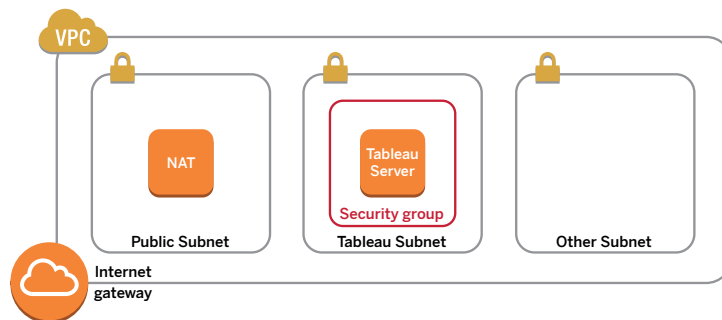 VPC
NAT
Tableau
Server
Security group
Public Subnet
Tableau Subnet
Other Subnet
Internet
gateway